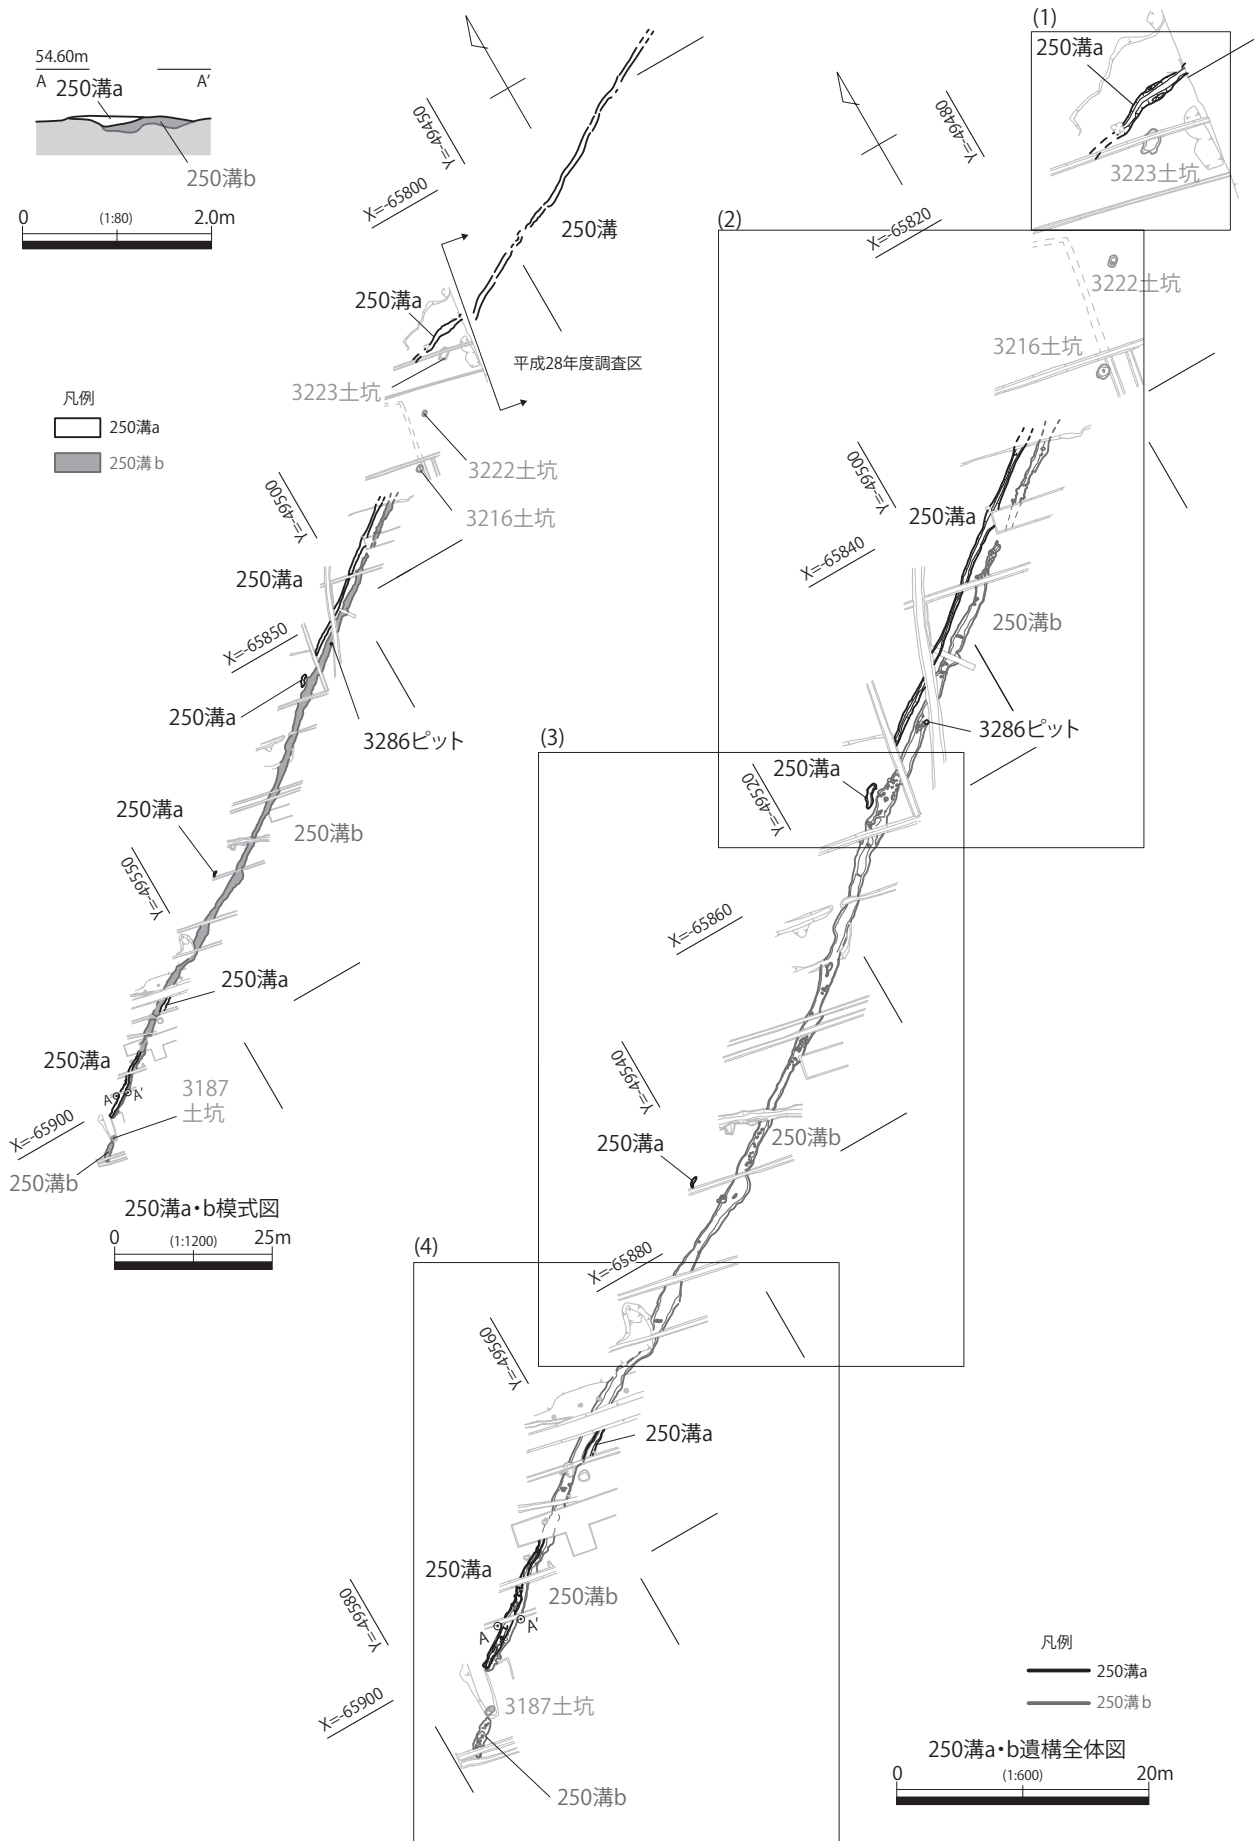 54.60m
A
250溝a
A'
250溝b
0
(1:80)
2.0m
凡例
250溝a
250溝 b
Y=-49450
X=-65800
250溝
250溝a
平成28年度調査区
3223土坑
3222土坑
3216土坑
Y=-49500
250溝a
X=-65850
250溝a
3286ピット
250溝a
250溝b
Y=-49550
250溝a
250溝a
A
A'
3187
土坑
X=-65900
250溝b
250溝a・b模式図
0
(1:1200)
25m
(1)
250溝a
3223土坑
Y=-49480
X=-65820
(2)
3222土坑
3216土坑
Y=-49500
250溝a
X=-65840
250溝b
3286ピット
(3)
250溝a
Y=-49520
X=-65860
Y=-49540
250溝b
250溝a
X=-65880
(4)
Y=-49560
250溝a
250溝a
250溝b
Y=-49580
A
A'
X=-65900
3187土坑
250溝b
凡例
250溝a
250溝 b
250溝a・b遺構全体図
0
(1:600)
20m